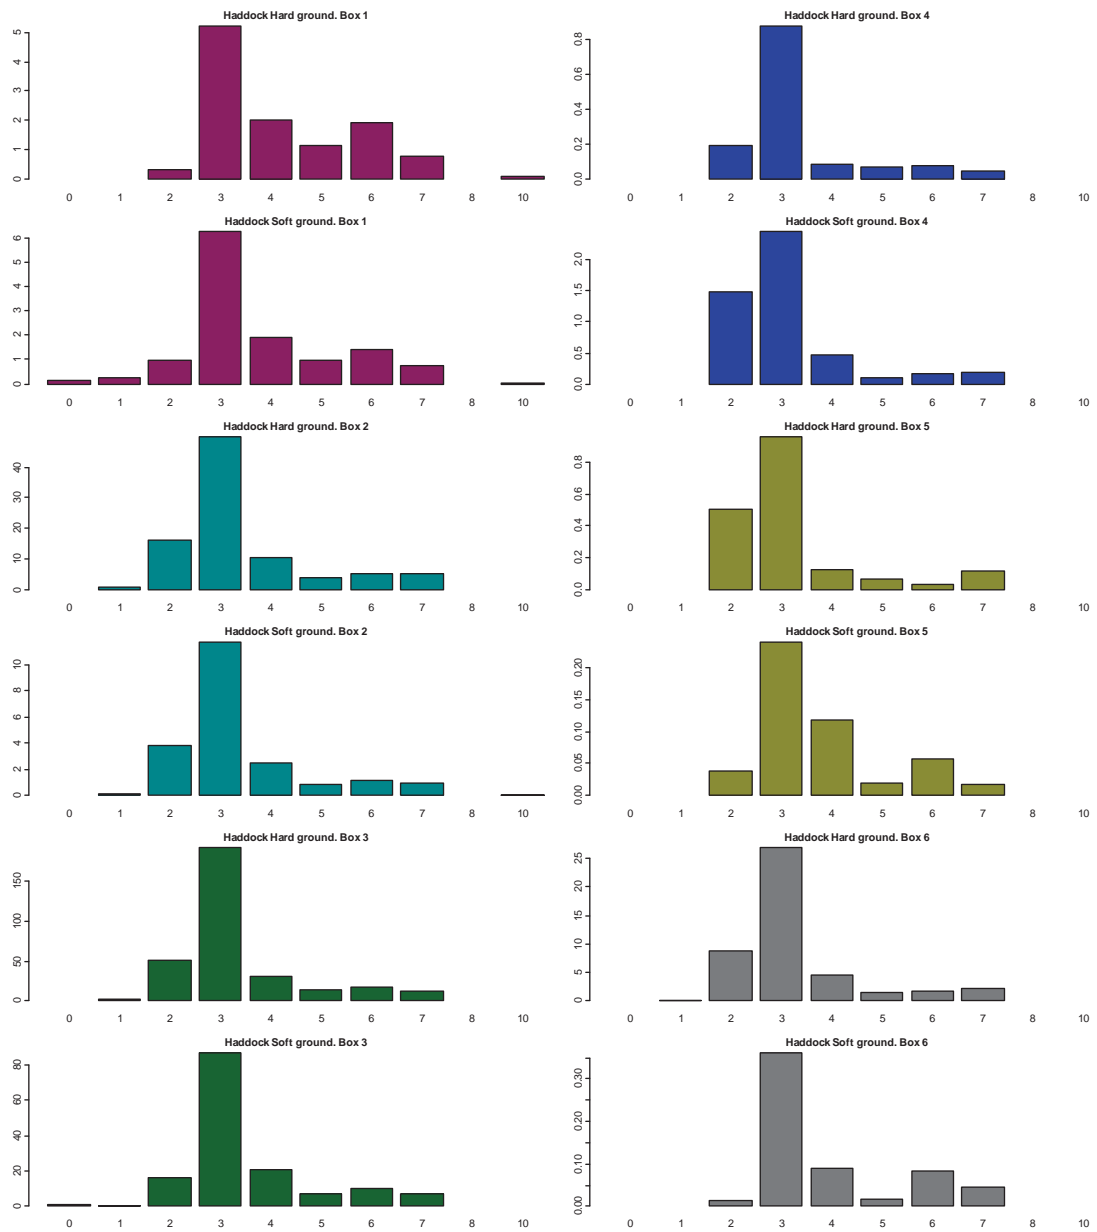 Haddock Hard ground. Box 1
5
4
3
2
1
0
0 1 2 3 4 5 6 7 10
Haddock Soft ground. Box 1
6
5
4
3
2
1
0
0 1 2 3 4 5 6 7 10
Haddock Hard ground. Box 2
40
30
20
10
0
0 1 2 3 4 5 6 7 8 10
Haddock Soft ground. Box 2
10
8
6
4
2
0
0 1 2 3 4 5 6 7 10
Haddock Hard ground. Box 3
150
100
50
0
0 1 2 3 4 5 6 7 8 10
Haddock Soft ground. Box 3
80
60
40
20
0
0 1 2 3 4 5 6 7 8 10
Haddock Hard ground. Box 4
0.8
0.6
0.4
0.2
0.0
0 1 2 3 4 5 6 7 8 10
Haddock Soft ground. Box 4
2.0
1.5
1.0
0.5
0.0
0 1 2 3 4 5 6 7 8 10
Haddock Hard ground. Box 5
0.8
0.6
0.4
0.2
0.0
0 1 2 3 4 5 6 7 8 10
Haddock Soft ground. Box 5
0.20
0.15
0.10
0.05
0.00
0 1 2 3 4 5 6 7 8 10
Haddock Hard ground. Box 6
25
20
15
10
5
0
0 1 2 3 4 5 6 7 8 10
Haddock Soft ground. Box 6
0.30
0.20
0.10
0.00
0 1 2 3 4 5 6 7 8 10